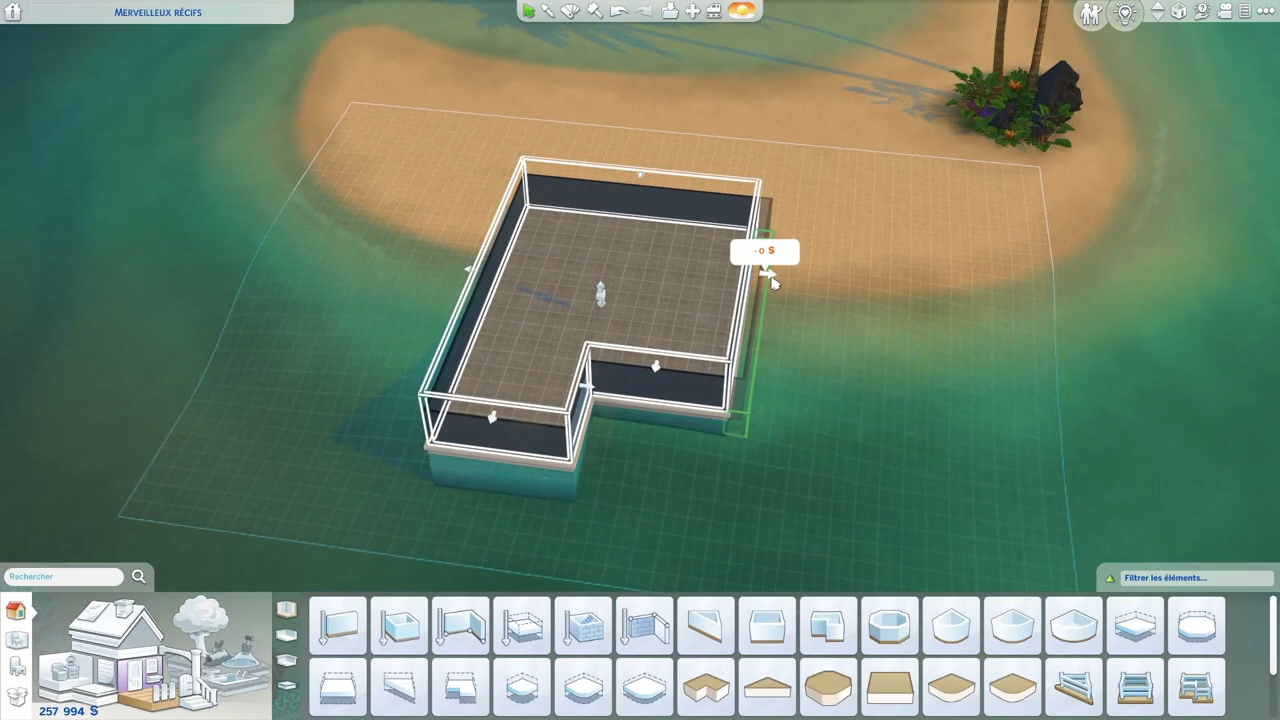 MERVEILLEUX RÉCIFS
-0 $
Rechercher
Filtrer les éléments...
257 994 §